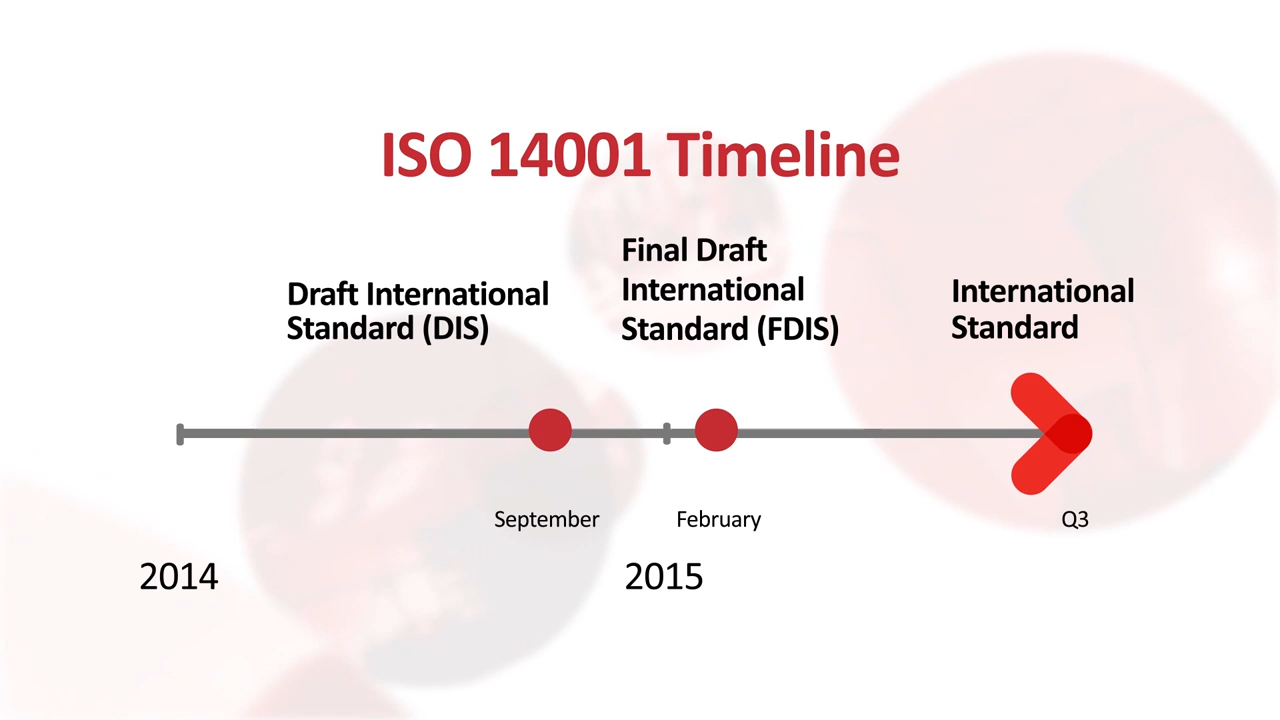 ISO 14001 Timeline
Draft International
Standard (DIS)
Final Draft
International
Standard (FDIS)
International
Standard
September
February
Q3
2014
2015